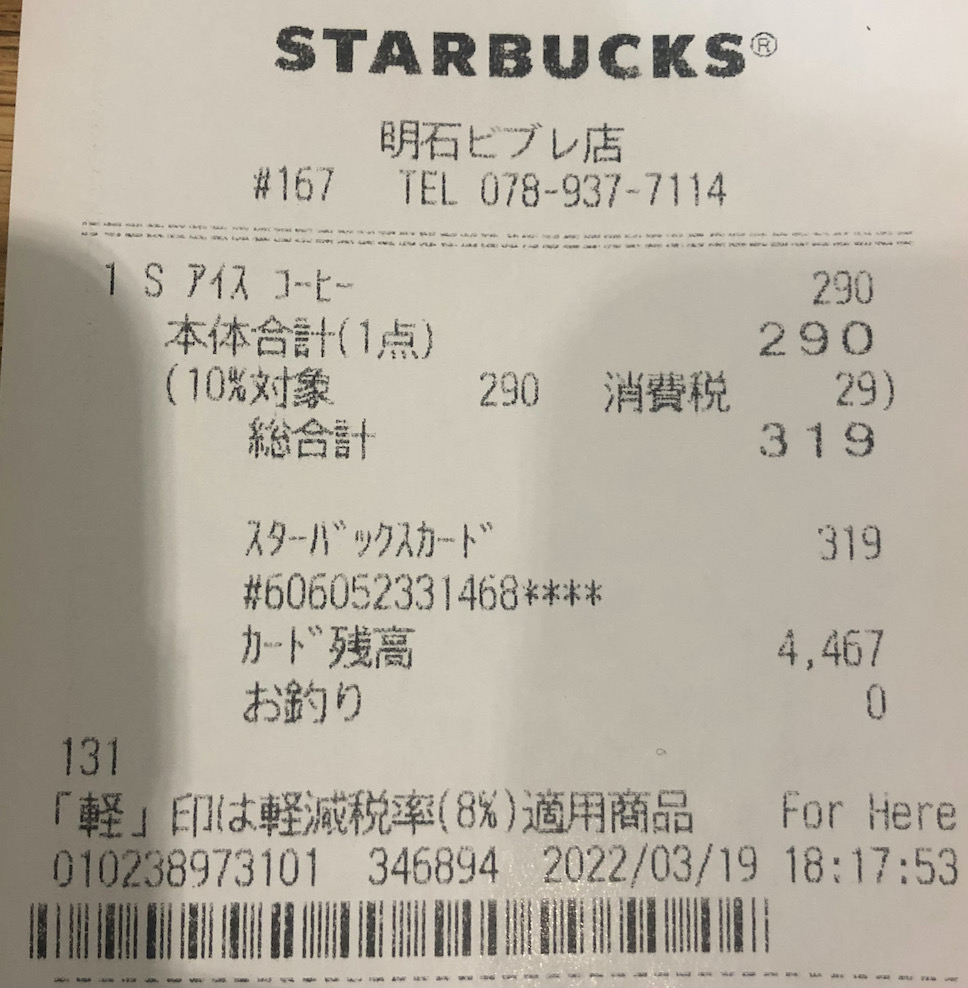 STARBUCKS®
明石ビブレ店
#167 TEL 078-937-7114
1 S ｱｲｽ ｺｰﾋｰ 290
本体合計(1点) 290
(10%対象 290 消費税 29)
総合計 319
ｽﾀｰﾊﾞｯｸｽｶｰﾄﾞ 319
#606052331468****
ｶｰﾄﾞ残高 4,467
お釣り 0
131
「軽」印は軽減税率(8%)適用商品 For Here
010238973101 346894 2022/03/19 18:17:53